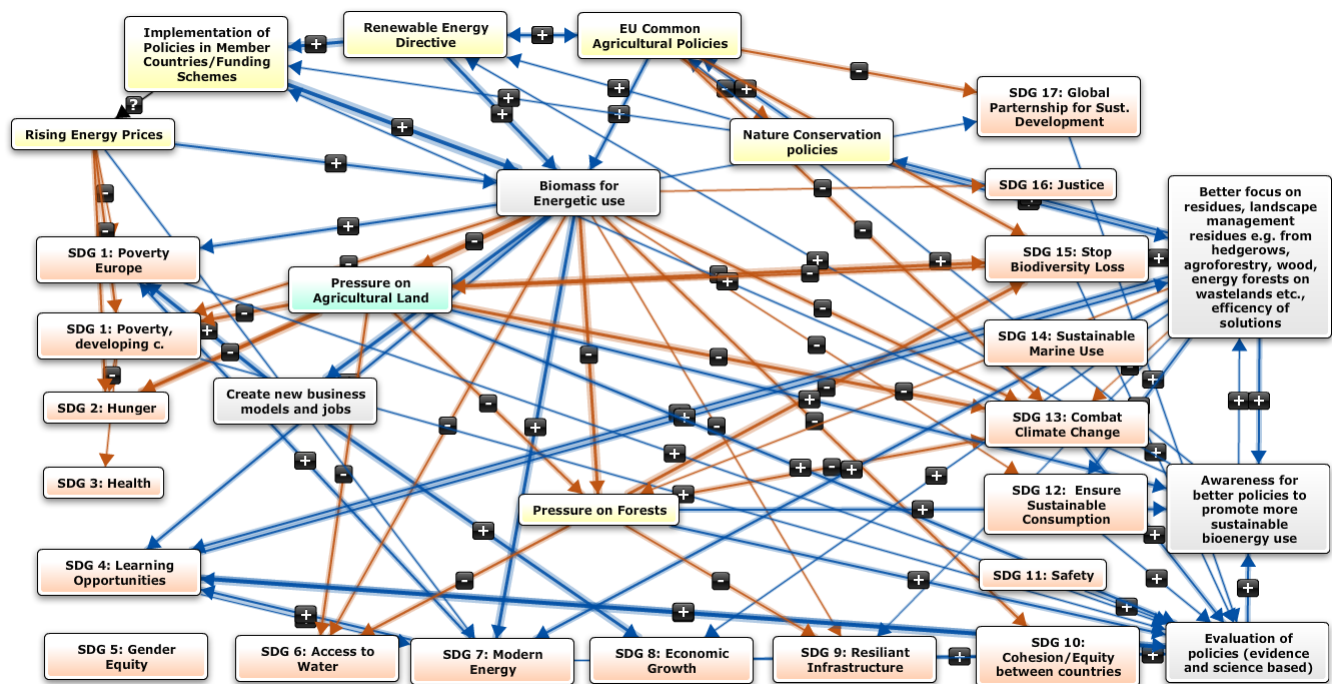 Implementation of
Policies in Member
Countries/Funding
Schemes
Renewable Energy
Directive
EU Common
Agricultural Policies
SDG 17: Global
Parternship for Sust.
Development
Rising Energy Prices
Nature Conservation
policies
Biomass for
Energetic use
SDG 16: Justice
Better focus on
residues, landscape
management
residues e.g. from
hedgerows,
agroforestry, wood,
energy forests on
wastelands etc.,
efficency of
solutions
SDG 1: Poverty
Europe
Pressure on
Agricultural Land
SDG 15: Stop
Biodiversity Loss
SDG 1: Poverty,
developing c.
SDG 14: Sustainable
Marine Use
Create new business
models and jobs
SDG 2: Hunger
SDG 13: Combat
Climate Change
SDG 3: Health
Pressure on Forests
SDG 12:  Ensure
Sustainable
Consumption
Awareness for
better policies to
promote more
sustainable
bioenergy use
SDG 4: Learning
Opportunities
SDG 11: Safety
SDG 5: Gender
Equity
SDG 6: Access to
Water
SDG 7: Modern
Energy
SDG 8: Economic
Growth
SDG 9: Resiliant
Infrastructure
SDG 10:
Cohesion/Equity
between countries
Evaluation of
policies (evidence
and science based)